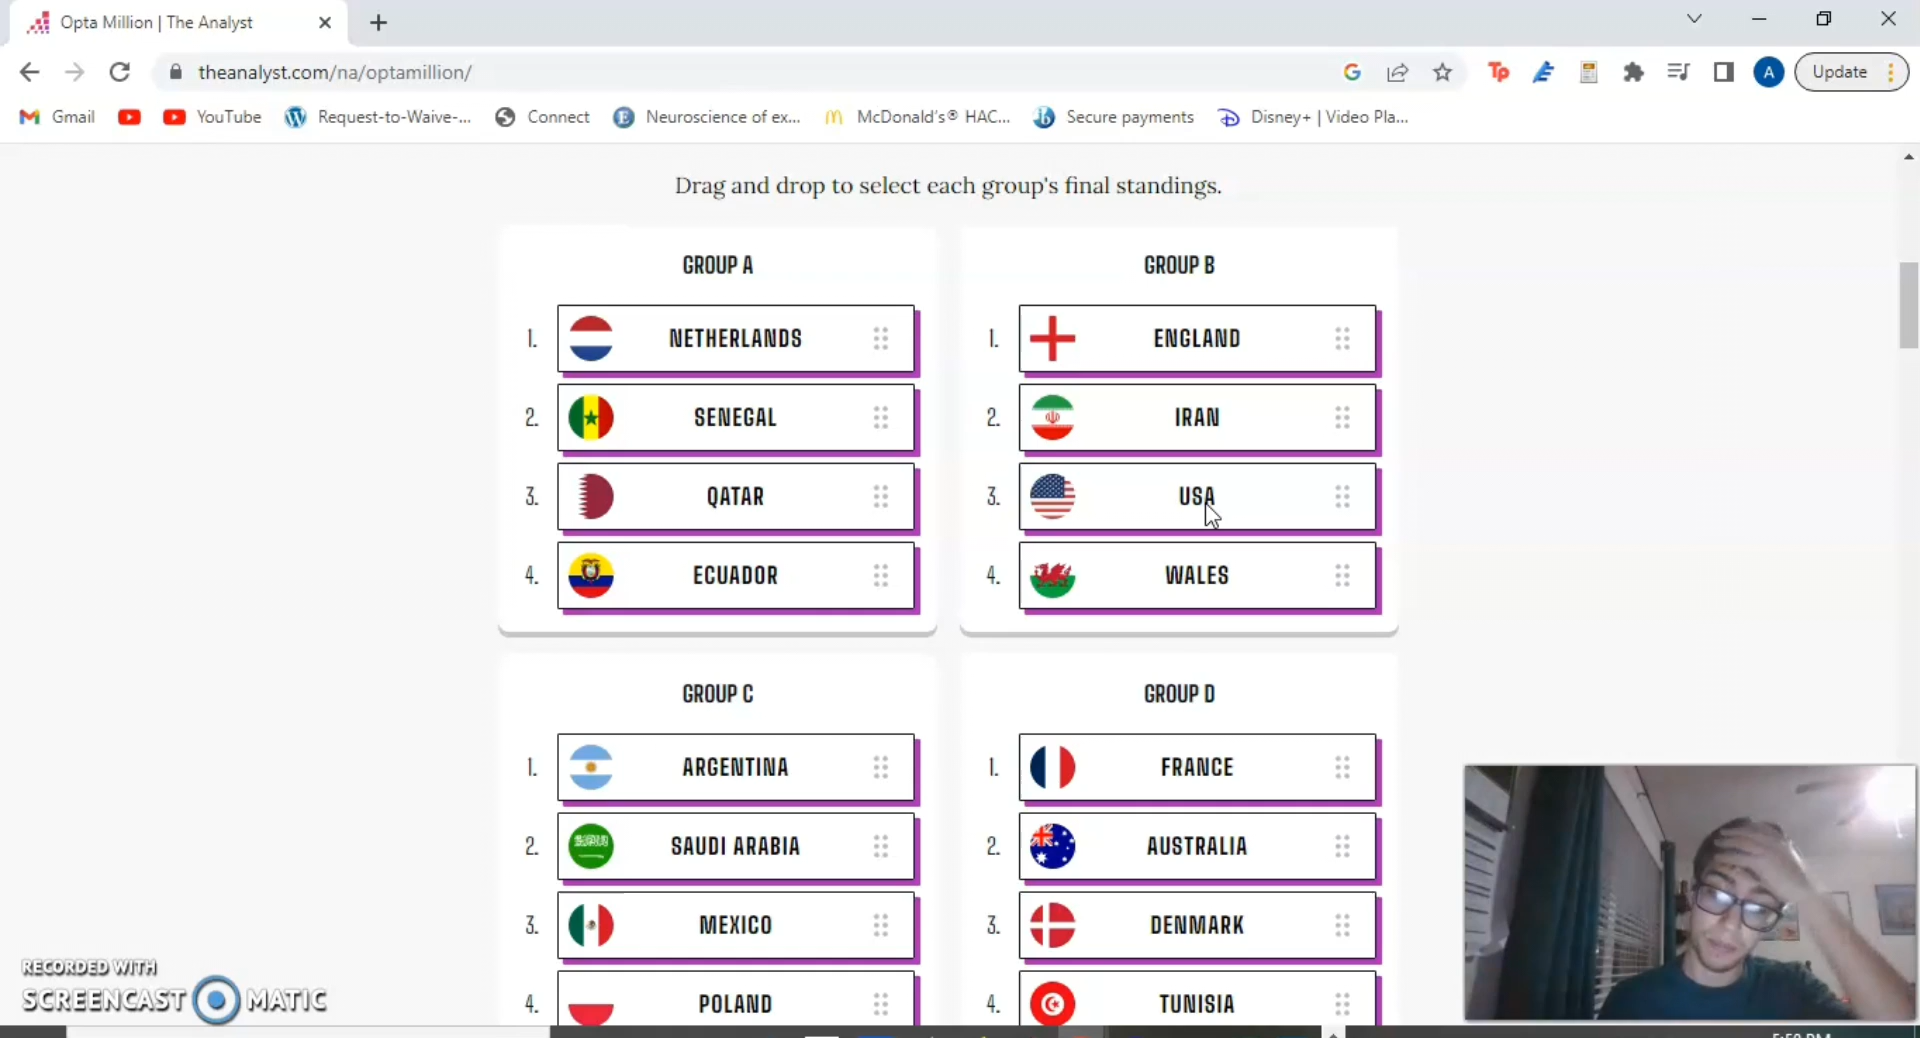 Opta Million | The Analyst
theanalyst.com/na/optamillion/
Update
Gmail
YouTube
Request-to-Waive-...
Connect
Neuroscience of ex...
McDonald's® HAC...
Secure payments
Disney+ | Video Pla...
Drag and drop to select each group's final standings.
GROUP A
1. NETHERLANDS
2. SENEGAL
3. QATAR
4. ECUADOR
GROUP B
1. ENGLAND
2. IRAN
3. USA
4. WALES
GROUP C
1. ARGENTINA
2. SAUDI ARABIA
3. MEXICO
4. POLAND
GROUP D
1. FRANCE
2. AUSTRALIA
3. DENMARK
4. TUNISIA
RECORDED WITH
SCREENCAST MATIC